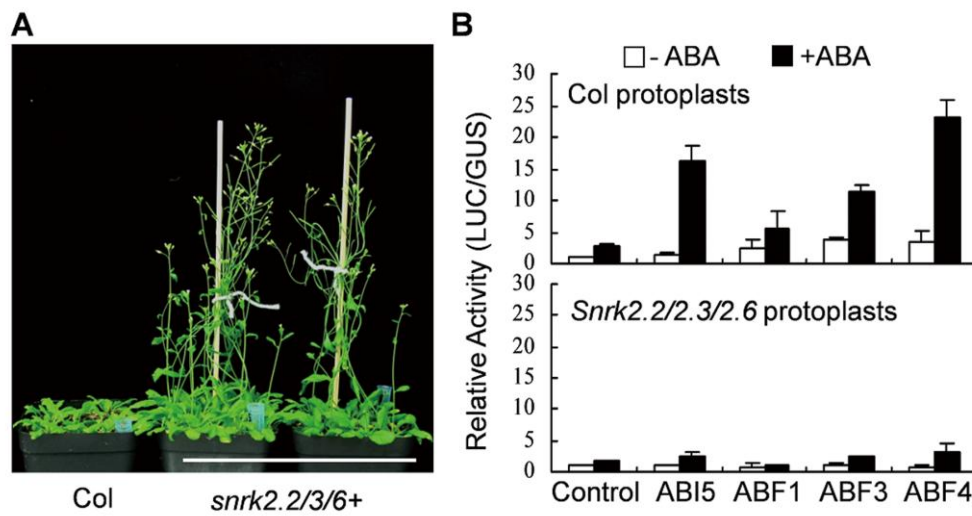 A
Col
snrk2.2/3/6+
B
- ABA
+ABA
Relative Activity (LUC/GUS)
30
25
20
15
10
5
0
Col protoplasts
30
25
20
15
10
5
0
Snrk2.2/2.3/2.6 protoplasts
Control ABI5 ABF1 ABF3 ABF4